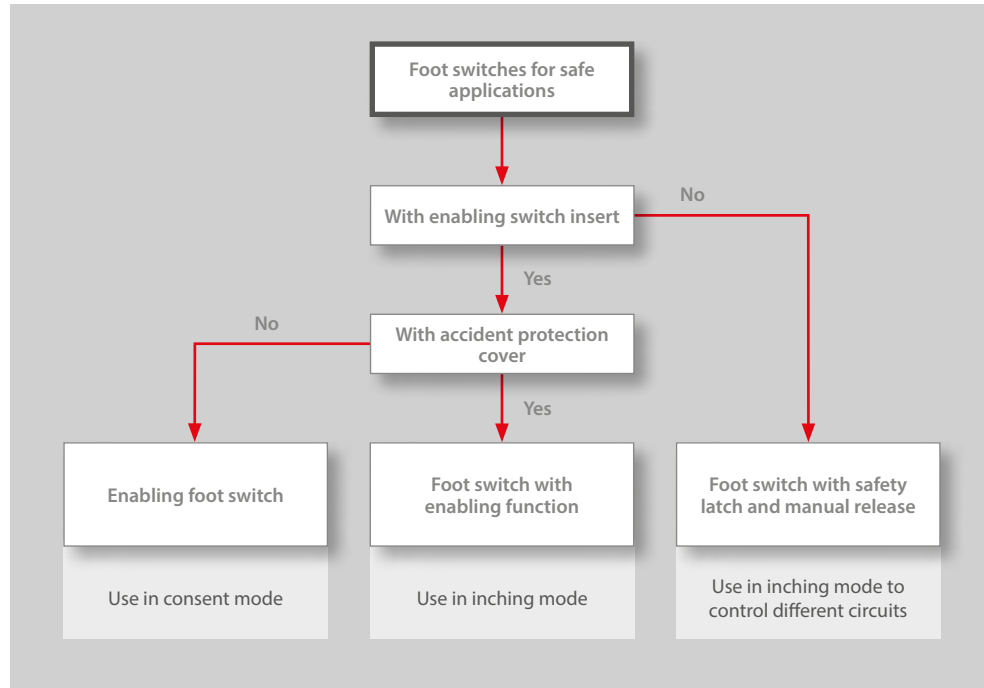 Foot switches for safe
applications
With enabling switch insert
No
Yes
No
With accident protection
cover
Yes
Enabling foot switch
Foot switch with
enabling function
Foot switch with safety
latch and manual release
Use in consent mode
Use in inching mode
Use in inching mode to
control different circuits